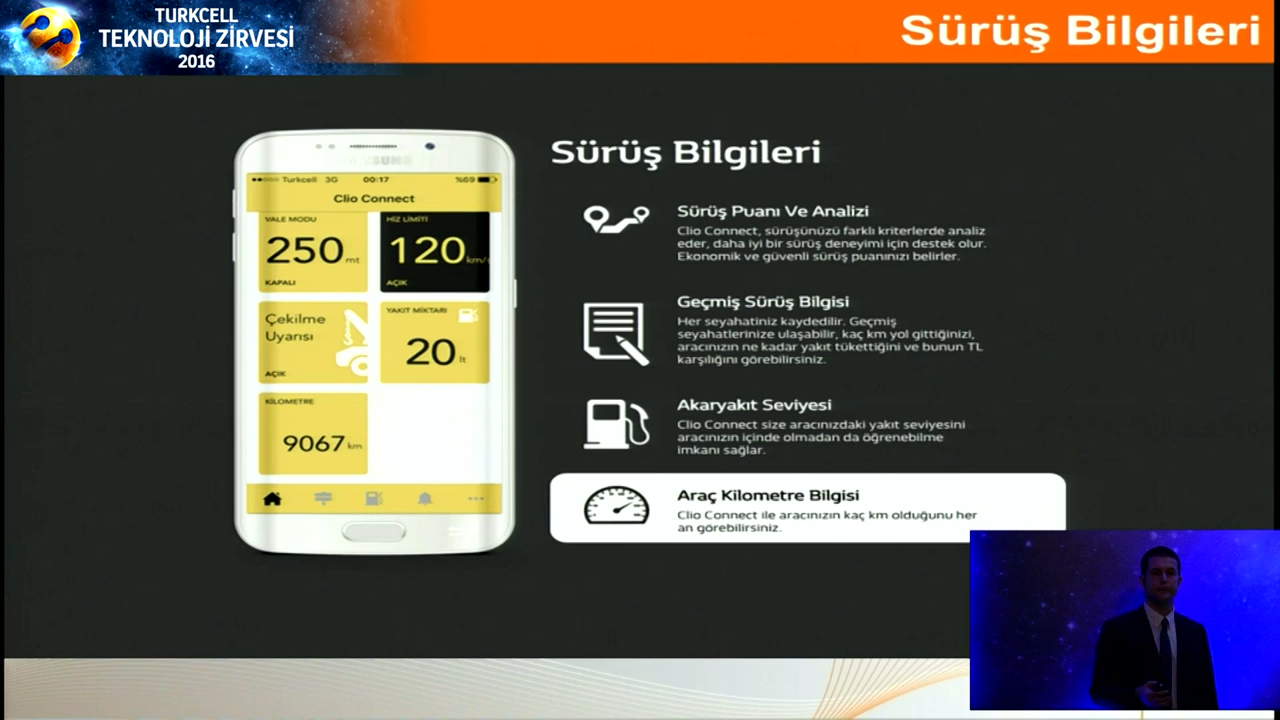 TURKCELL
TEKNOLOJİ ZİRVESİ
2016
Sürüş Bilgileri
SAMSUNG
Turkcell 3G 00:17 %69
Clio Connect
VALE MODU
250 mt
KAPALI
HIZ LİMİTİ
120 km/
AÇIK
Çekilme
Uyarısı
AÇIK
YAKIT MİKTARI
20 lt
KİLOMETRE
9067 km
Sürüş Bilgileri
Sürüş Puanı Ve Analizi
Clio Connect, sürüşünüzü farklı kriterlerde analiz
eder, daha iyi bir sürüş deneyimi için destek olur.
Ekonomik ve güvenli sürüş puanınızı belirler.
Geçmiş Sürüş Bilgisi
Her seyahatiniz kaydedilir. Geçmiş
seyahatlerinize ulaşabilir, kaç km yol gittiğinizi,
aracınızın ne kadar yakıt tükettiğini ve bunun TL
karşılığını görebilirsiniz.
Akaryakıt Seviyesi
Clio Connect size aracınızdaki yakıt seviyesini
aracınızın içinde olmadan da öğrenebilme
imkanı sağlar.
Araç Kilometre Bilgisi
Clio Connect ile aracınızın kaç km olduğunu her
an görebilirsiniz.